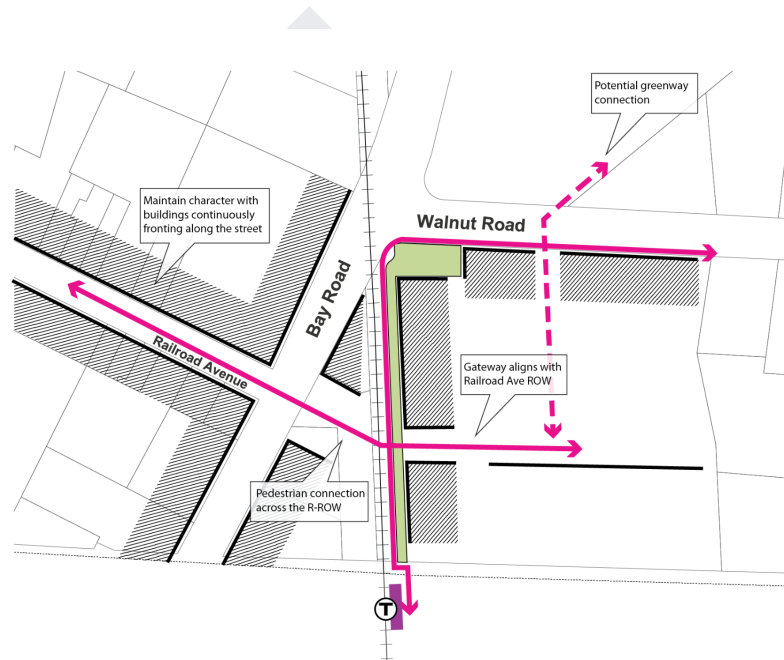 Potential greenway
connection
Maintain character with
buildings continuously
fronting along the street
Walnut Road
Bay Road
Railroad Avenue
Gateway aligns with
Railroad Ave ROW
Pedestrian connection
across the R-ROW
T